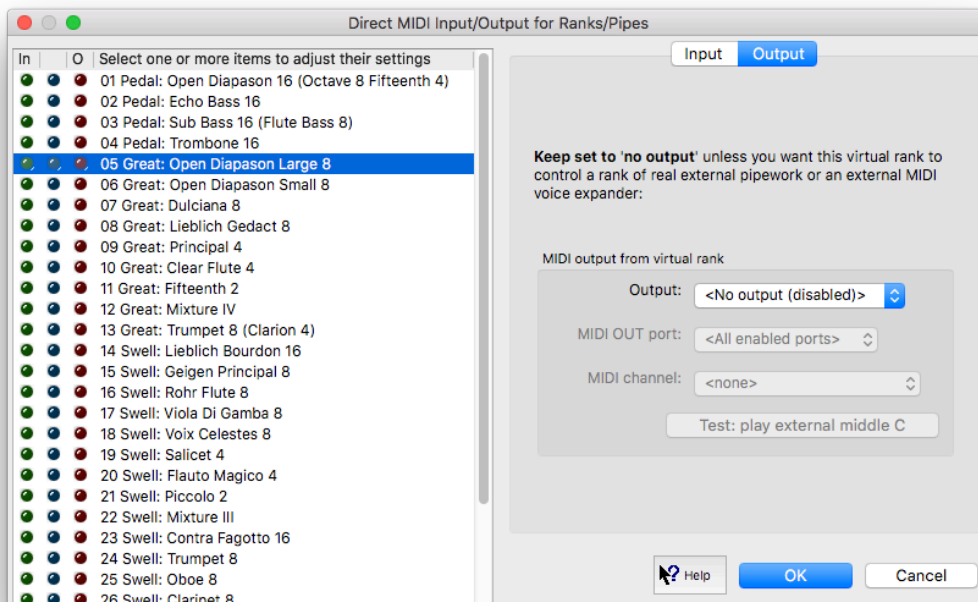 Direct MIDI Input/Output for Ranks/Pipes
In O Select one or more items to adjust their settings
01 Pedal: Open Diapason 16 (Octave 8 Fifteenth 4)
02 Pedal: Echo Bass 16
03 Pedal: Sub Bass 16 (Flute Bass 8)
04 Pedal: Trombone 16
05 Great: Open Diapason Large 8
06 Great: Open Diapason Small 8
07 Great: Dulciana 8
08 Great: Lieblich Gedact 8
09 Great: Principal 4
10 Great: Clear Flute 4
11 Great: Fifteenth 2
12 Great: Mixture IV
13 Great: Trumpet 8 (Clarion 4)
14 Swell: Lieblich Bourdon 16
15 Swell: Geigen Principal 8
16 Swell: Rohr Flute 8
17 Swell: Viola Di Gamba 8
18 Swell: Voix Celestes 8
19 Swell: Salicet 4
20 Swell: Flauto Magico 4
21 Swell: Piccolo 2
22 Swell: Mixture III
23 Swell: Contra Fagotto 16
24 Swell: Trumpet 8
25 Swell: Oboe 8
26 Swell: Clarinet 8
Input Output
Keep set to 'no output' unless you want this virtual rank to
control a rank of real external pipework or an external MIDI
voice expander:
MIDI output from virtual rank
Output: <No output (disabled)>
MIDI OUT port: <All enabled ports>
MIDI channel: <none>
Test: play external middle C
? Help OK Cancel